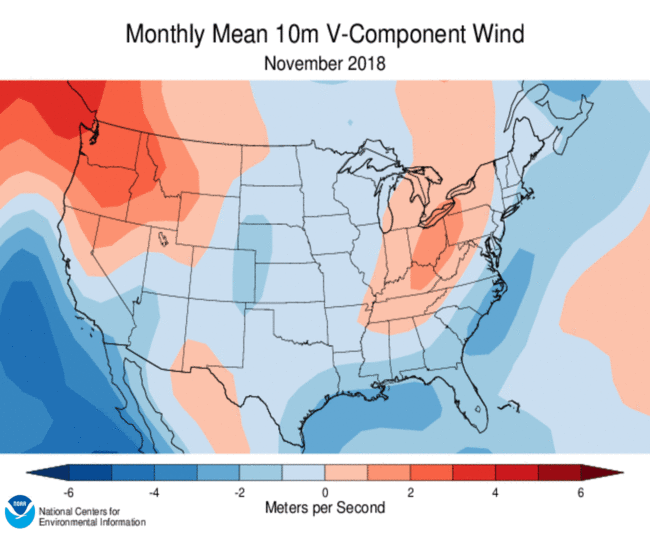 Monthly Mean 10m V-Component Wind
November 2018
-6 -4 -2 0 2 4 6
Meters per Second
NOAA
National Centers for
Environmental Information